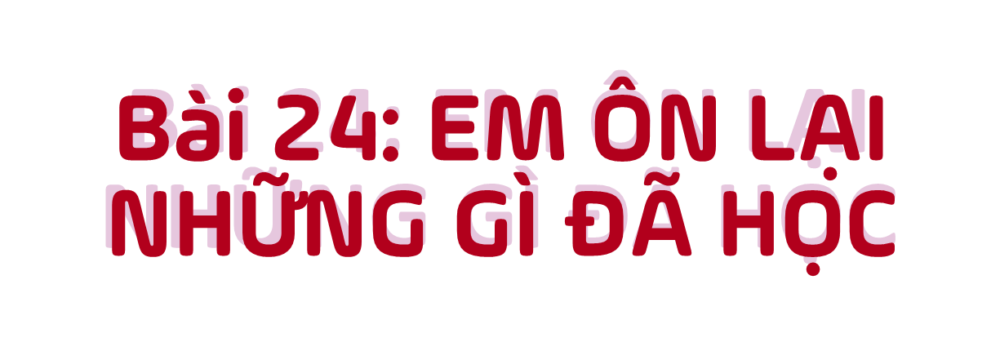 Bài 24: EM ÔN LẠI
NHỮNG GÌ ĐÃ HỌC